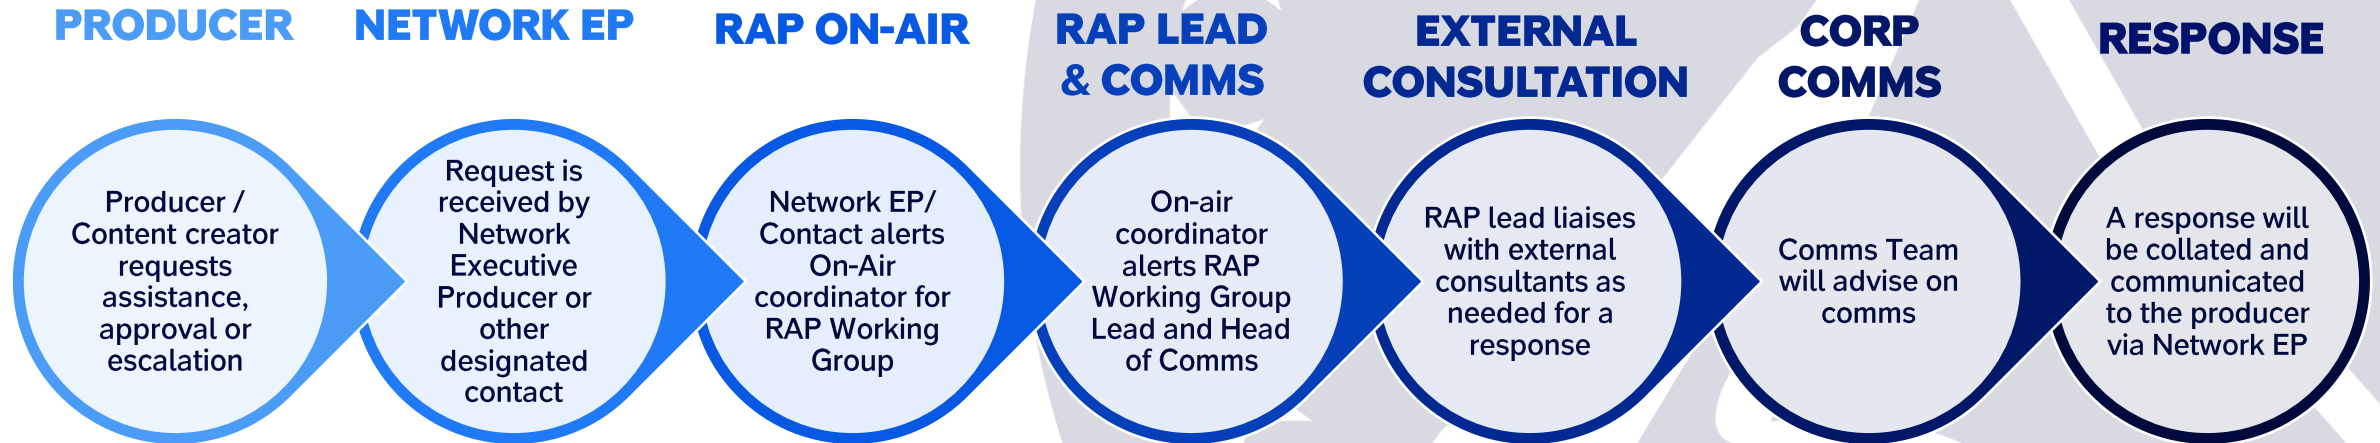 PRODUCER
Producer /
Content creator
requests
assistance,
approval or
escalation
NETWORK EP
Request is
received by
Network
Executive
Producer or
other
designated
contact
RAP ON-AIR
Network EP/
Contact alerts
On-Air
coordinator for
RAP Working
Group
RAP LEAD
& COMMS
On-air
coordinator
alerts RAP
Working Group
Lead and Head
of Comms
EXTERNAL
CONSULTATION
RAP lead liaises
with external
consultants as
needed for a
response
CORP
COMMS
Comms Team
will advise on
comms
RESPONSE
A response will
be collated and
communicated
to the producer
via Network EP